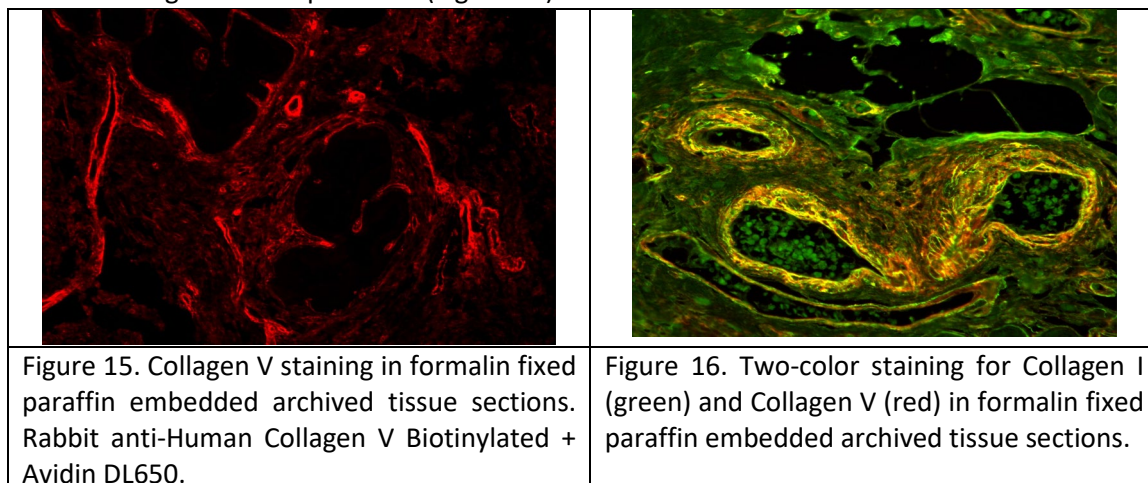 Figure 15. Collagen V staining in formalin fixed
paraffin embedded archived tissue sections.
Rabbit anti-Human Collagen V Biotinylated +
Avidin DL650.
Figure 16. Two-color staining for Collagen I
(green) and Collagen V (red) in formalin fixed
paraffin embedded archived tissue sections.